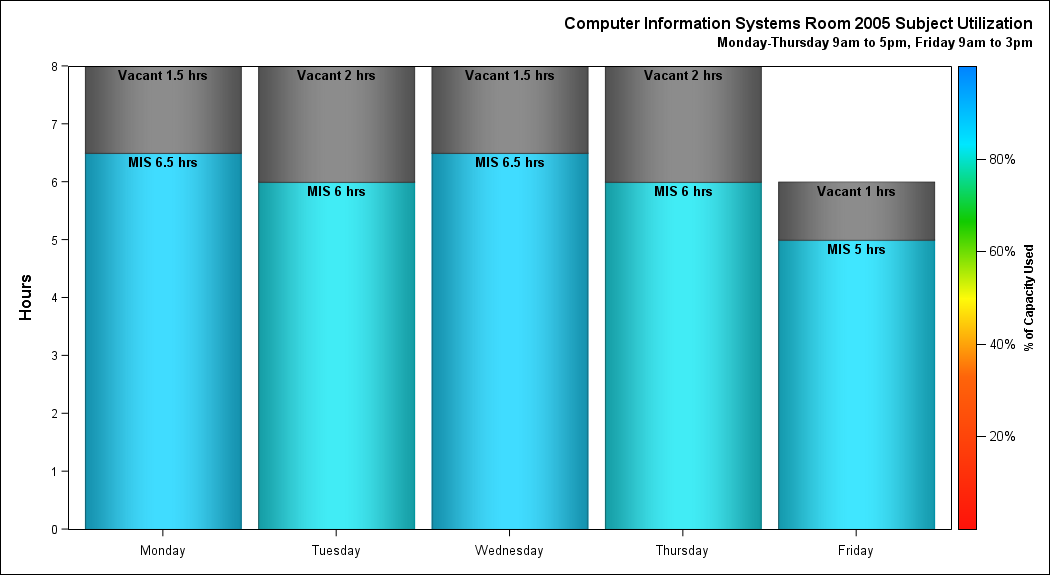 Computer Information Systems Room 2005 Subject Utilization
Monday-Thursday 9am to 5pm, Friday 9am to 3pm
Hours
8
7
6
5
4
3
2
1
0
Vacant 1.5 hrs
MIS 6.5 hrs
Vacant 2 hrs
MIS 6 hrs
Vacant 1.5 hrs
MIS 6.5 hrs
Vacant 2 hrs
MIS 6 hrs
Vacant 1 hrs
MIS 5 hrs
Monday
Tuesday
Wednesday
Thursday
Friday
80%
60%
40%
20%
% of Capacity Used